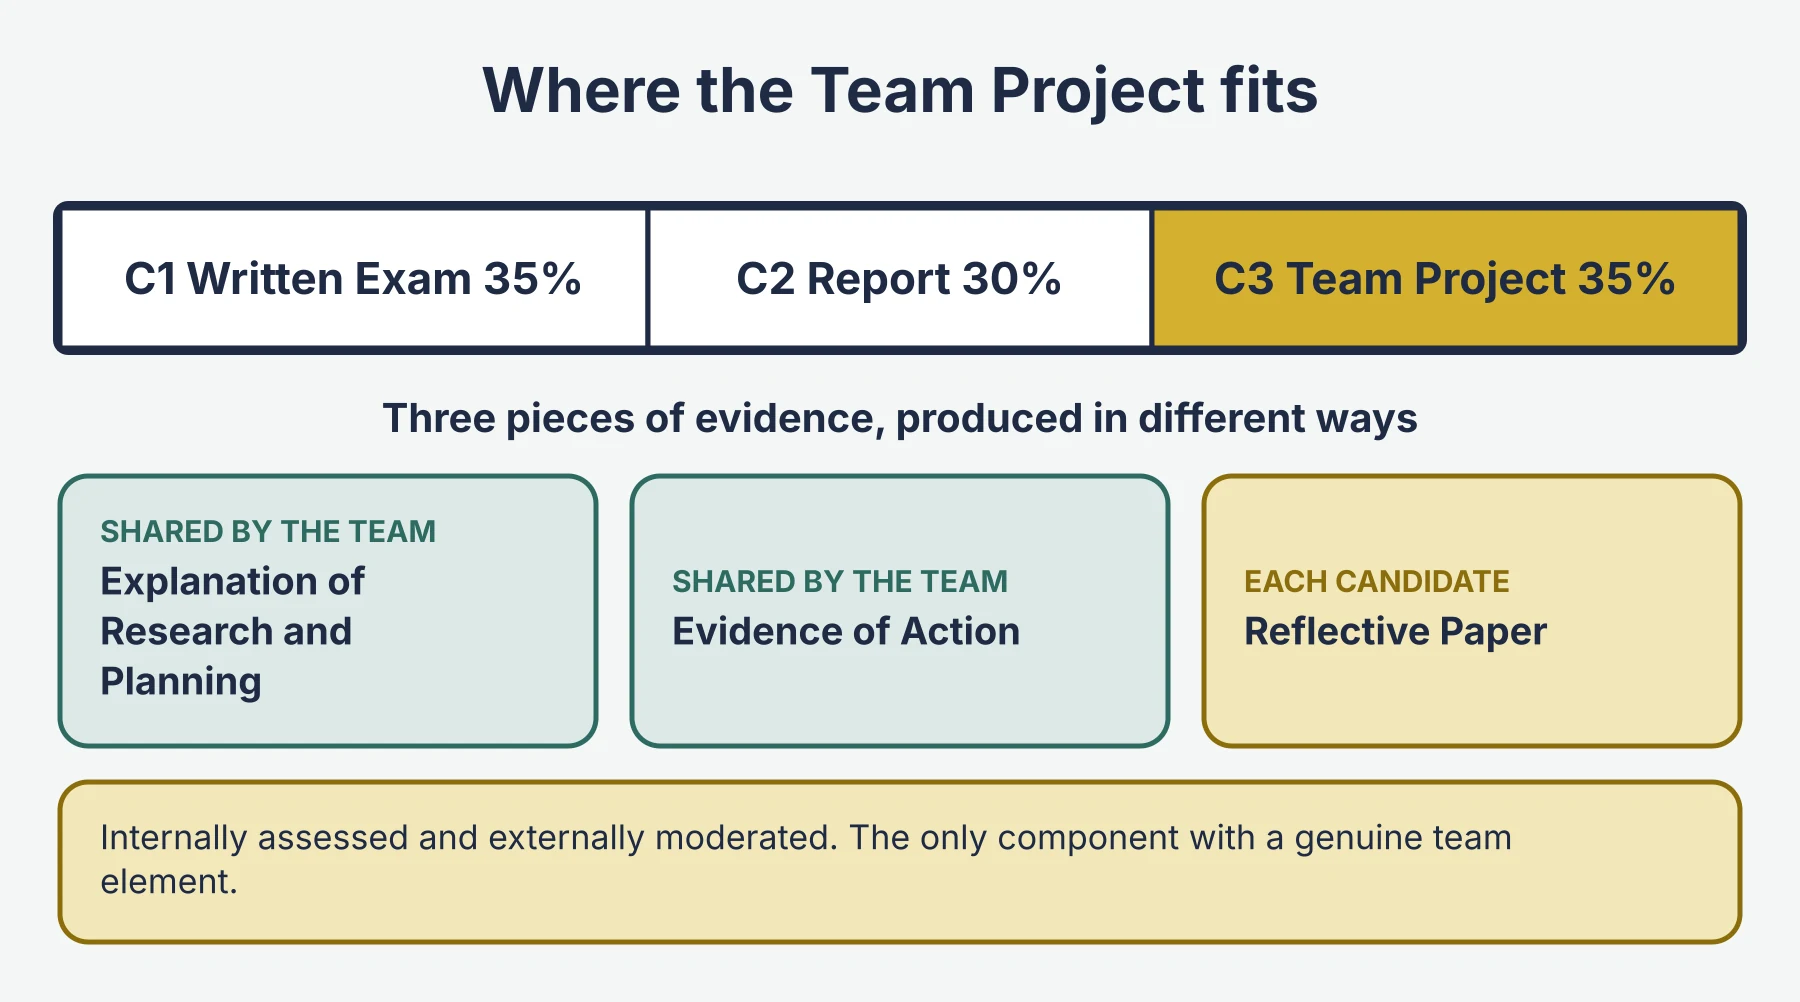 Where the Team Project fits
C1 Written Exam 35%
C2 Report 30%
C3 Team Project 35%
Three pieces of evidence, produced in different ways
SHARED BY THE TEAM
Explanation of
Research and
Planning
SHARED BY THE TEAM
Evidence of Action
EACH CANDIDATE
Reflective Paper
Internally assessed and externally moderated. The only component with a genuine team
element.